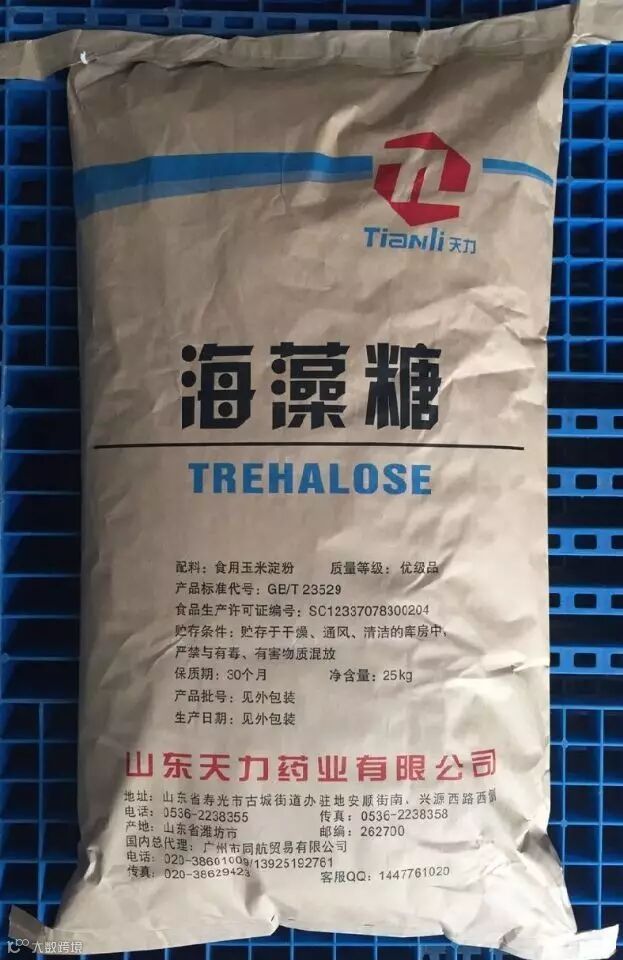 Tianli 天力
海藻糖
TREHALOSE
配料：食用玉米淀粉 质量等级：优级品
产品标准代号：GB/T 23529
食品生产许可证编号：SC12337078300204
贮存条件：贮存于干燥、通风、清洁的库房中，
严禁与有毒、有害物质混放
保质期：30个月 净含量：25kg
产品批号：见外包装
生产日期：见外包装
山东天力药业有限公司
地址：山东省寿光市古城街道办驻地安顺街南、兴源西路西侧
电话：0536-2238355 传真：0536-2238358
产地：山东省潍坊市 邮编：262700
国内总代理：广州市同航贸易有限公司
电话：020-38601009/13925192761
传真：020-38629423 客服QQ：1447761020
大数跨境